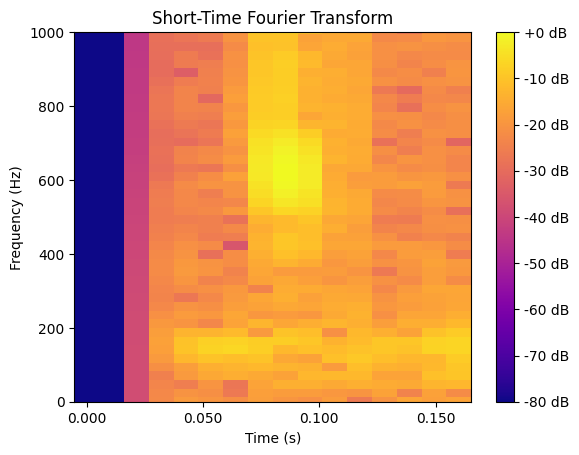 Short-Time Fourier Transform
1000
800
600
400
200
0
Frequency (Hz)
0.000
0.050
0.100
0.150
Time (s)
+0 dB
-10 dB
-20 dB
-30 dB
-40 dB
-50 dB
-60 dB
-70 dB
-80 dB